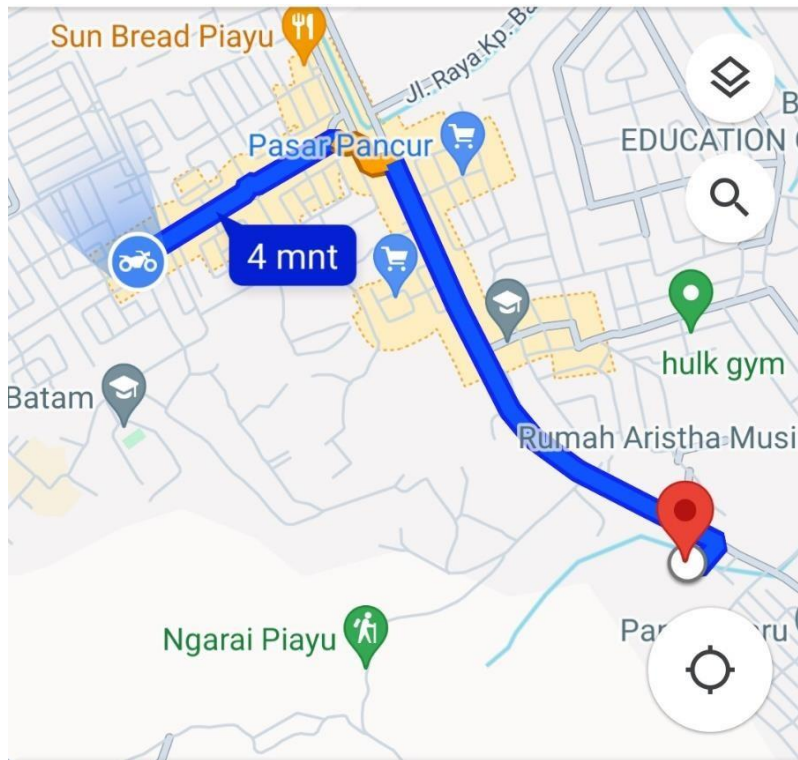 Sun Bread Piayu
Jl. Raya Kp. Ba
B
EDUCATION
Pasar Pancur
4 mnt
hulk gym
Batam
Rumah Aristha Musi
Ngarai Piayu
Par
ru